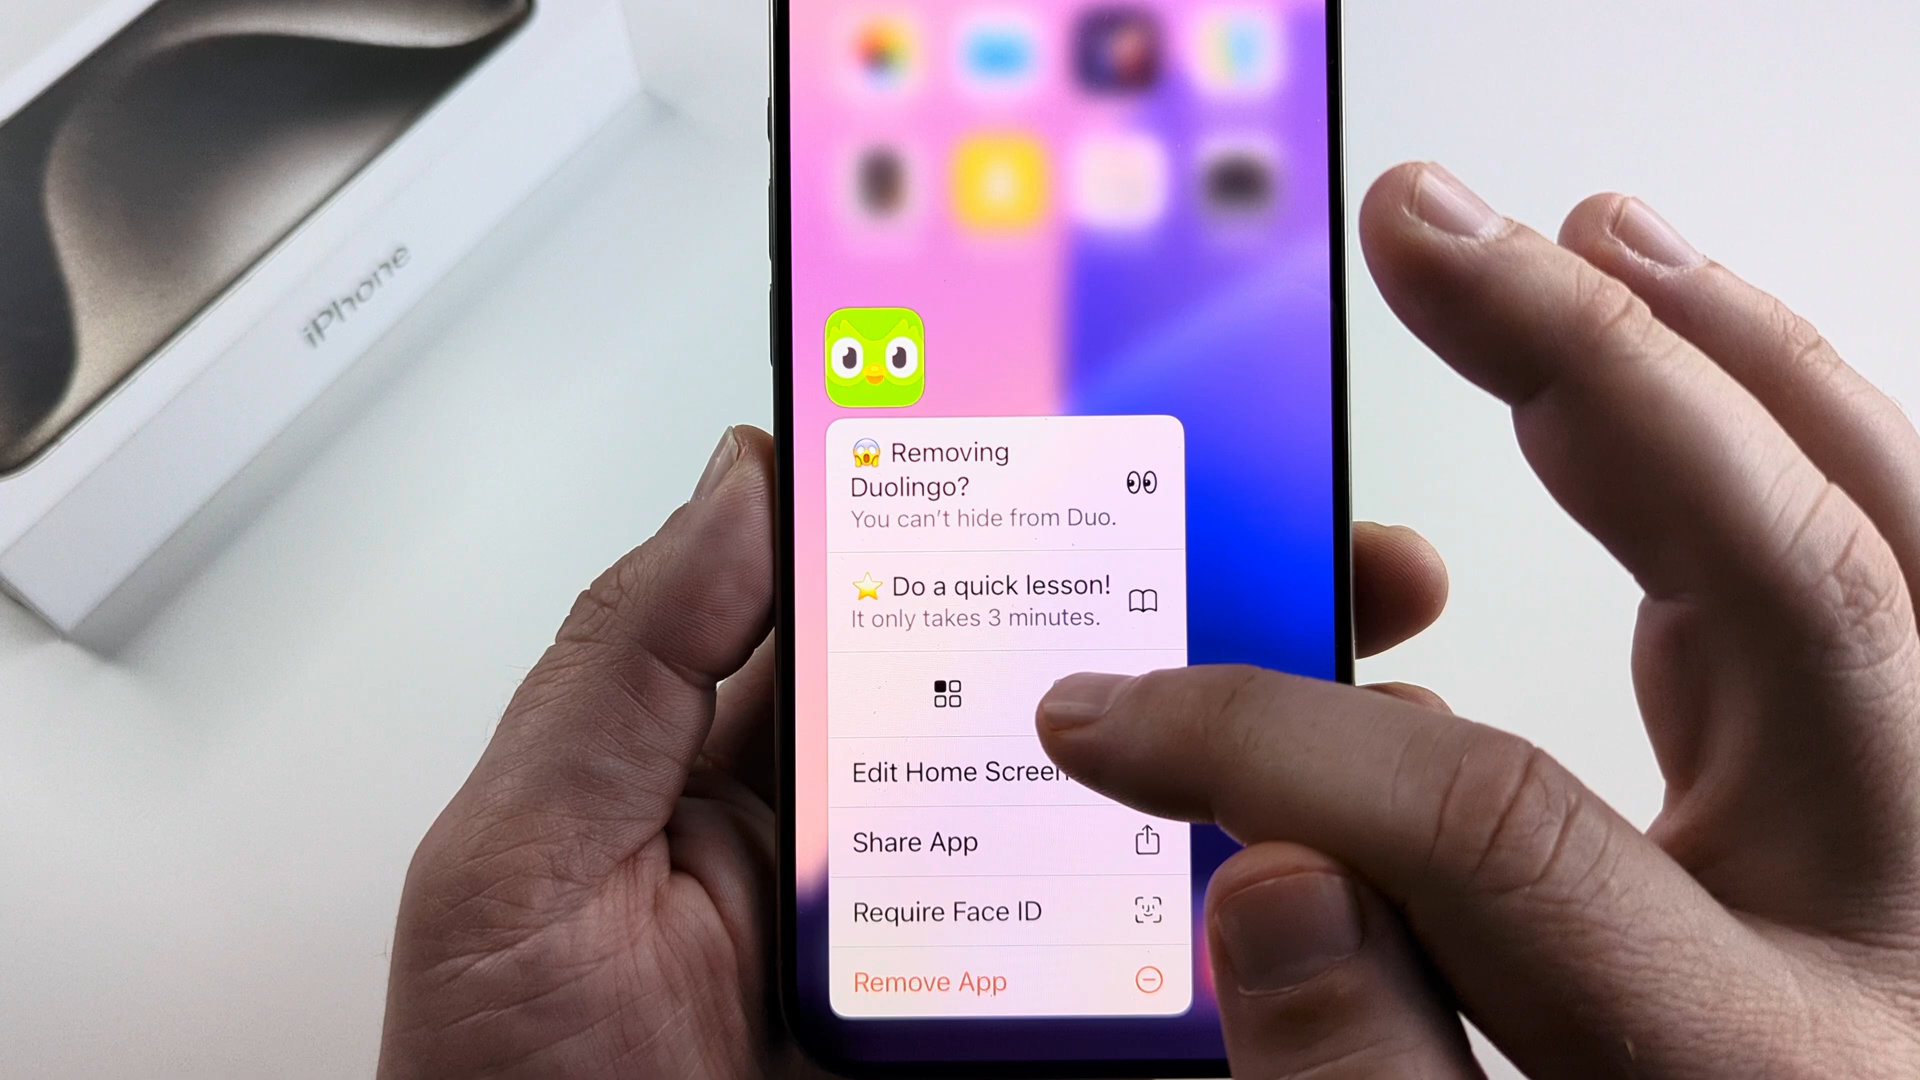 iPhone
😱 Removing
Duolingo?
You can't hide from Duo.
⭐ Do a quick lesson!
It only takes 3 minutes.
Edit Home Screen
Share App
Require Face ID
Remove App